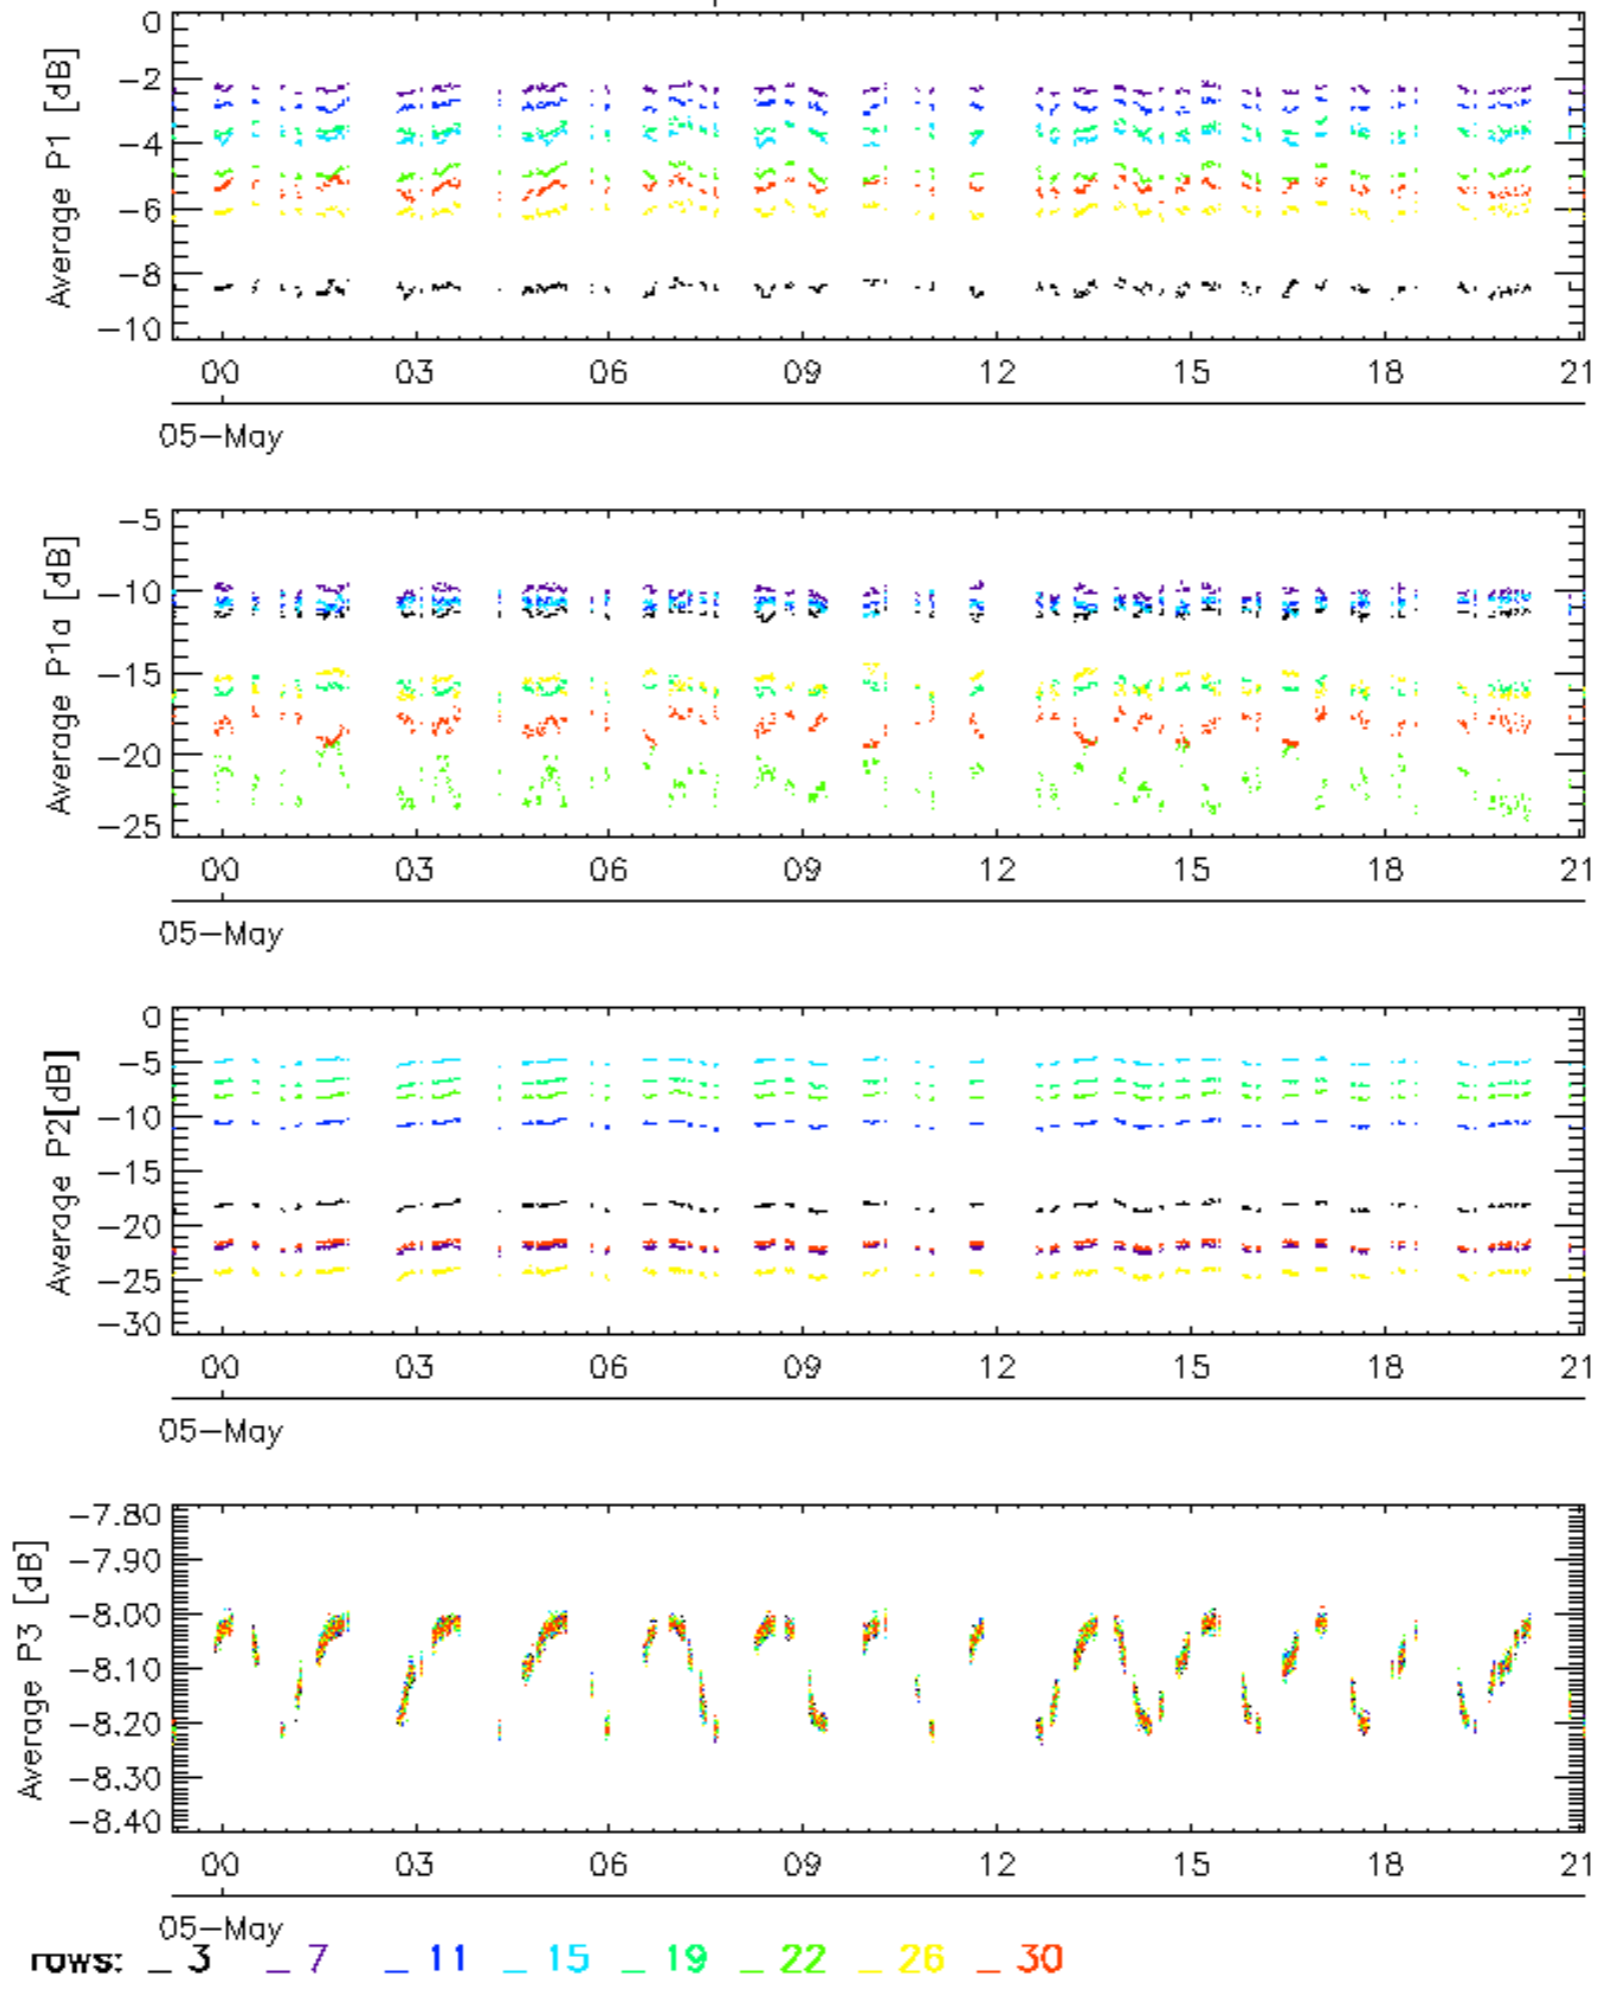 Average P1 [dB]
0
−2
−4
−6
−8
−10
00 03 06 09 12 15 18 21
05−May
Average P1a [dB]
−5
−10
−15
−20
−25
00 03 06 09 12 15 18 21
05−May
Average P2[dB]
0
−5
−10
−15
−20
−25
−30
00 03 06 09 12 15 18 21
05−May
Average P3 [dB]
−7.80
−7.90
−8.00
−8.10
−8.20
−8.30
−8.40
00 03 06 09 12 15 18 21
05−May
rows: _ 3 _ 7 _ 11 _ 15 _ 19 _ 22 _ 26 _ 30